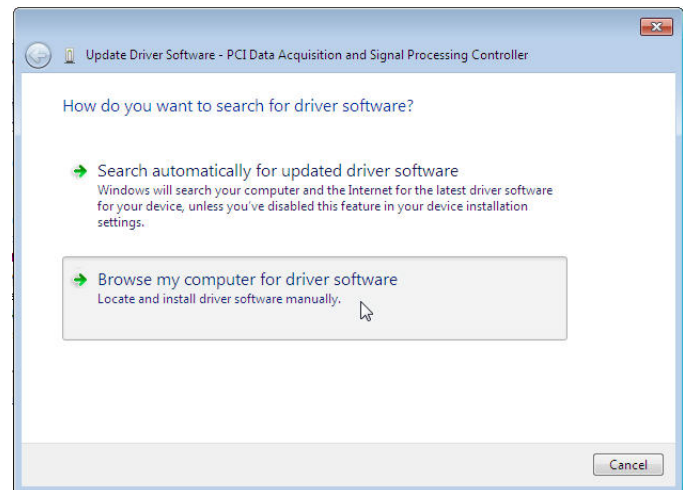 Update Driver Software - PCI Data Acquisition and Signal Processing Controller
How do you want to search for driver software?
Search automatically for updated driver software
Windows will search your computer and the Internet for the latest driver software
for your device, unless you've disabled this feature in your device installation
settings.
Browse my computer for driver software
Locate and install driver software manually.
Cancel